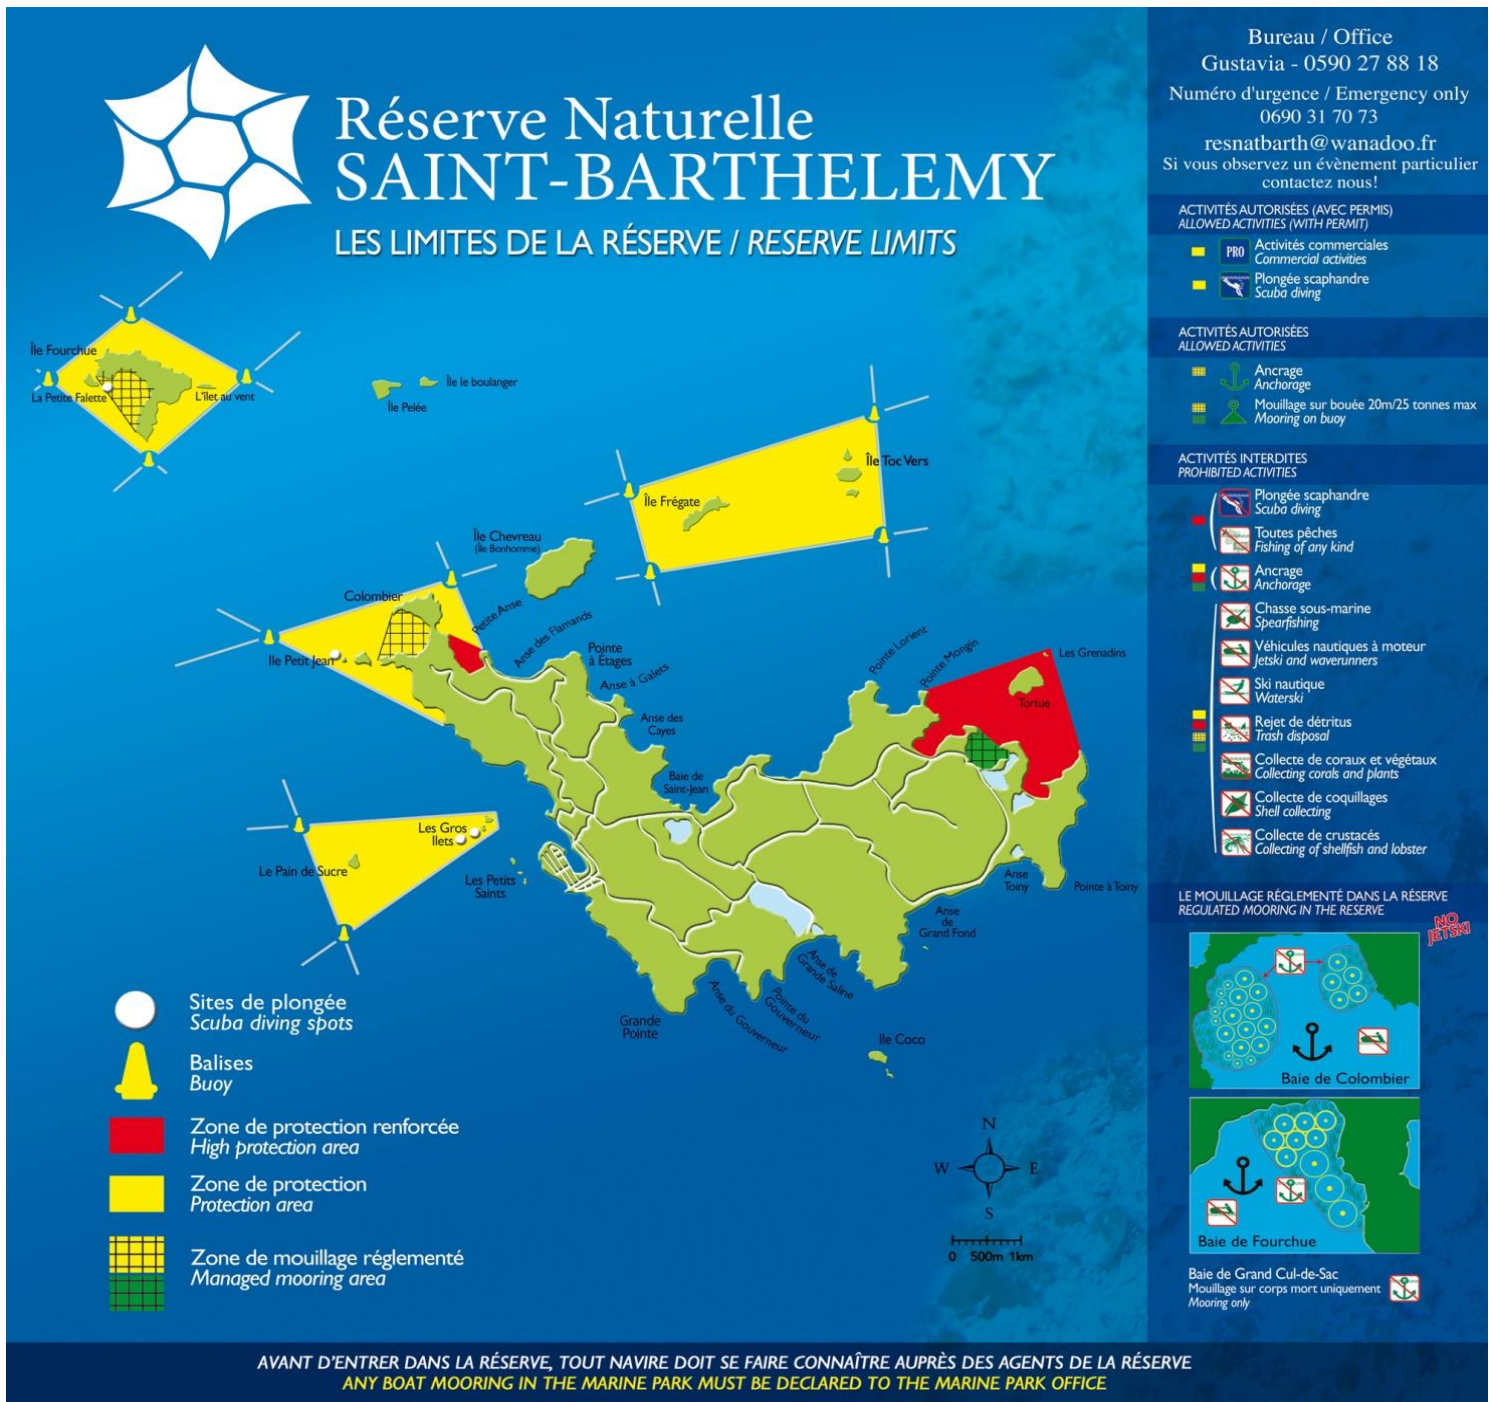 Réserve Naturelle
SAINT-BARTHELEMY
LES LIMITES DE LA RÉSERVE / RESERVE LIMITS
Île Fourchue
La Petite Falette
L'îlet au vent
Île le boulanger
Île Pelée
Île Toc Vers
Île Frégate
Île Chevreau
(Île Bonhomme)
Colombier
Petite Anse
Anse des Flamands
Ile Petit Jean
Pointe
à Etages
Anse à Galets
Anse des
Cayes
Baie de
Saint-Jean
Pointe Lorient
Pointe Mongin
Les Grenadins
Tortue
Les Gros
Ilets
Le Pain de Sucre
Les Petits
Saints
Anse
Toiny
Pointe à Toiny
Anse
de
Grand Fond
Anse de
Grande Saline
Pointe du
Gouverneur
Anse du Gouverneur
Grande
Pointe
Ile Coco
Sites de plongée
Scuba diving spots
Balises
Buoy
Zone de protection renforcée
High protection area
Zone de protection
Protection area
Zone de mouillage réglementé
Managed mooring area
N
W
E
S
0 500m 1km
Bureau / Office
Gustavia - 0590 27 88 18
Numéro d'urgence / Emergency only
0690 31 70 73
resnatbarth@wanadoo.fr
Si vous observez un évènement particulier
contactez nous!
ACTIVITÉS AUTORISÉES (AVEC PERMIS)
ALLOWED ACTIVITIES (WITH PERMIT)
PRO
Activités commerciales
Commercial activities
Plongée scaphandre
Scuba diving
ACTIVITÉS AUTORISÉES
ALLOWED ACTIVITIES
Ancrage
Anchorage
Mouillage sur bouée 20m/25 tonnes max
Mooring on buoy
ACTIVITÉS INTERDITES
PROHIBITED ACTIVITIES
Plongée scaphandre
Scuba diving
Toutes pêches
Fishing of any kind
Ancrage
Anchorage
Chasse sous-marine
Spearfishing
Véhicules nautiques à moteur
Jetski and waverunners
Ski nautique
Waterski
Rejet de détritus
Trash disposal
Collecte de coraux et végétaux
Collecting corals and plants
Collecte de coquillages
Shell collecting
Collecte de crustacés
Collecting of shellfish and lobster
LE MOUILLAGE RÉGLEMENTÉ DANS LA RÉSERVE
REGULATED MOORING IN THE RESERVE
NO
JETSKI
Baie de Colombier
Baie de Fourchue
Baie de Grand Cul-de-Sac
Mouillage sur corps mort uniquement
Mooring only
AVANT D'ENTRER DANS LA RÉSERVE, TOUT NAVIRE DOIT SE FAIRE CONNAÎTRE AUPRÈS DES AGENTS DE LA RÉSERVE
ANY BOAT MOORING IN THE MARINE PARK MUST BE DECLARED TO THE MARINE PARK OFFICE